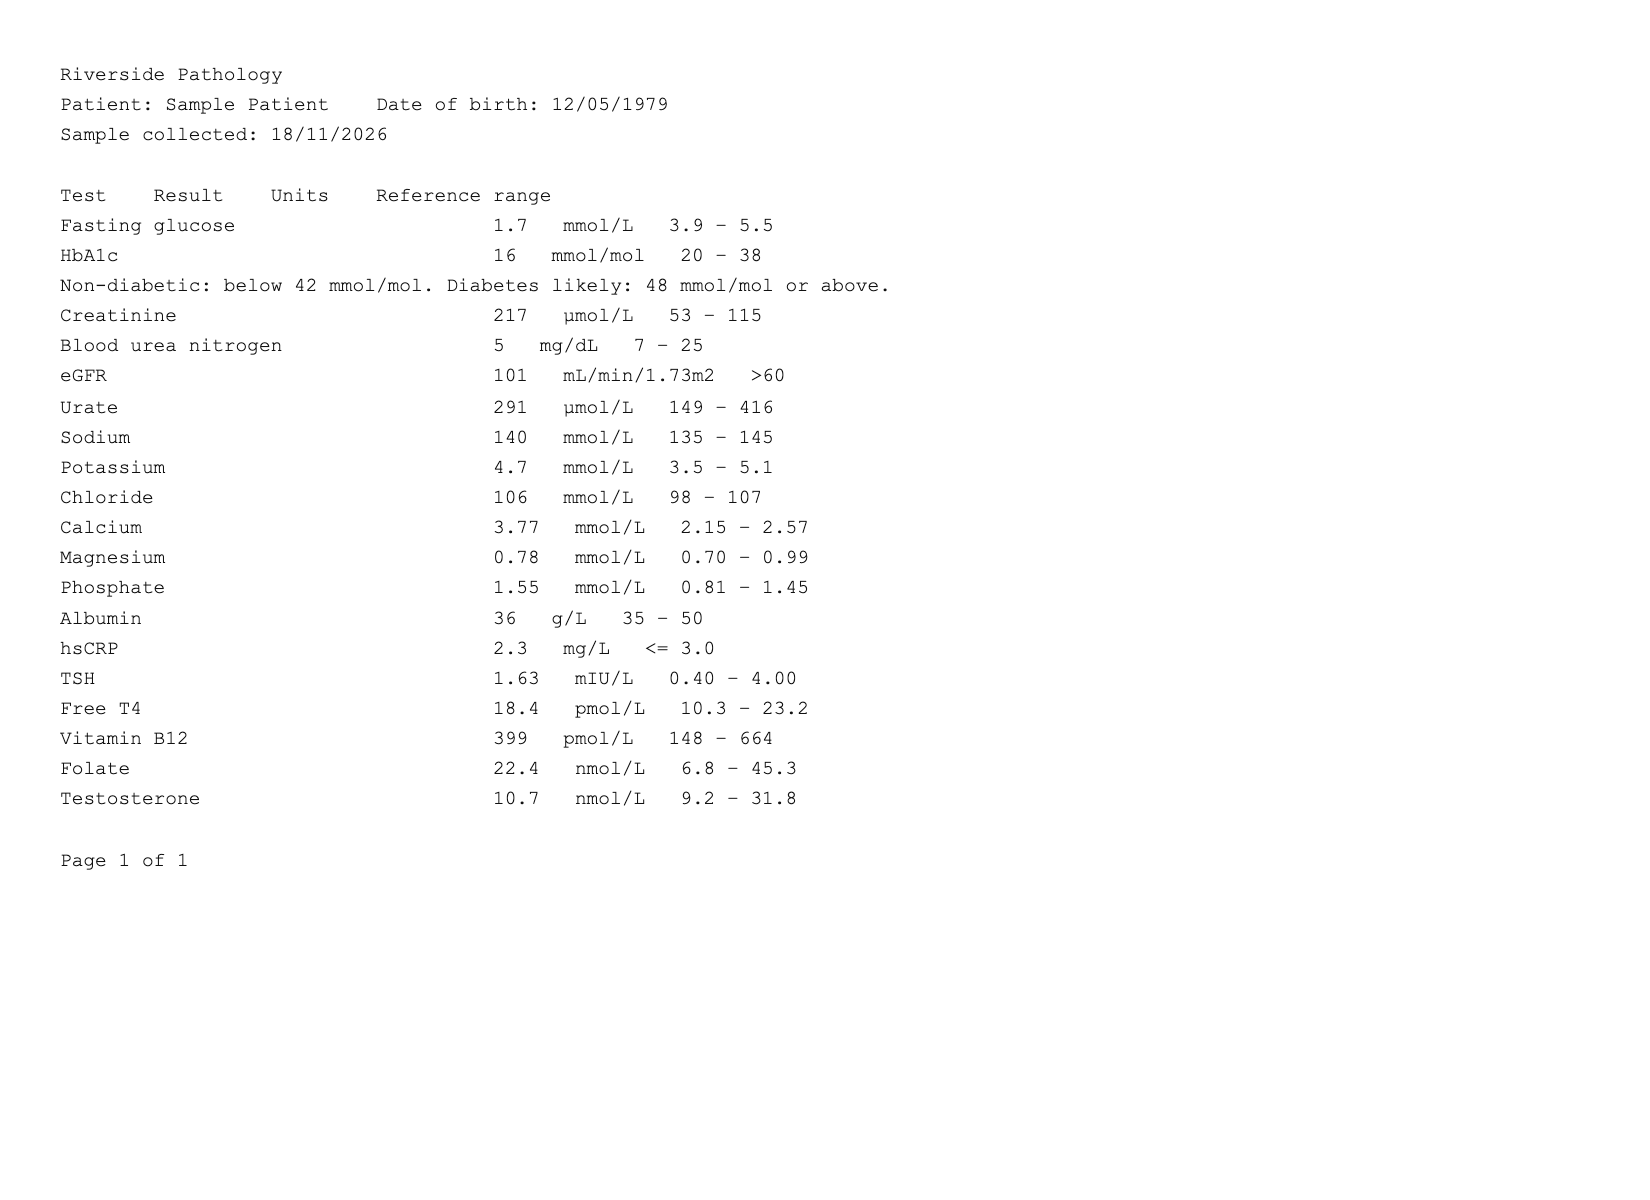 Riverside Pathology
Patient: Sample Patient    Date of birth: 12/05/1979
Sample collected: 18/11/2026
Test    Result    Units    Reference range
Fasting glucose    1.7   mmol/L   3.9 – 5.5
HbA1c    16   mmol/mol   20 – 38
Non-diabetic: below 42 mmol/mol. Diabetes likely: 48 mmol/mol or above.
Creatinine    217   µmol/L   53 – 115
Blood urea nitrogen    5   mg/dL   7 – 25
eGFR    101   mL/min/1.73m2   >60
Urate    291   µmol/L   149 – 416
Sodium    140   mmol/L   135 – 145
Potassium    4.7   mmol/L   3.5 – 5.1
Chloride    106   mmol/L   98 – 107
Calcium    3.77   mmol/L   2.15 – 2.57
Magnesium    0.78   mmol/L   0.70 – 0.99
Phosphate    1.55   mmol/L   0.81 – 1.45
Albumin    36   g/L   35 – 50
hsCRP    2.3   mg/L   <= 3.0
TSH    1.63   mIU/L   0.40 – 4.00
Free T4    18.4   pmol/L   10.3 – 23.2
Vitamin B12    399   pmol/L   148 – 664
Folate    22.4   nmol/L   6.8 – 45.3
Testosterone    10.7   nmol/L   9.2 – 31.8
Page 1 of 1